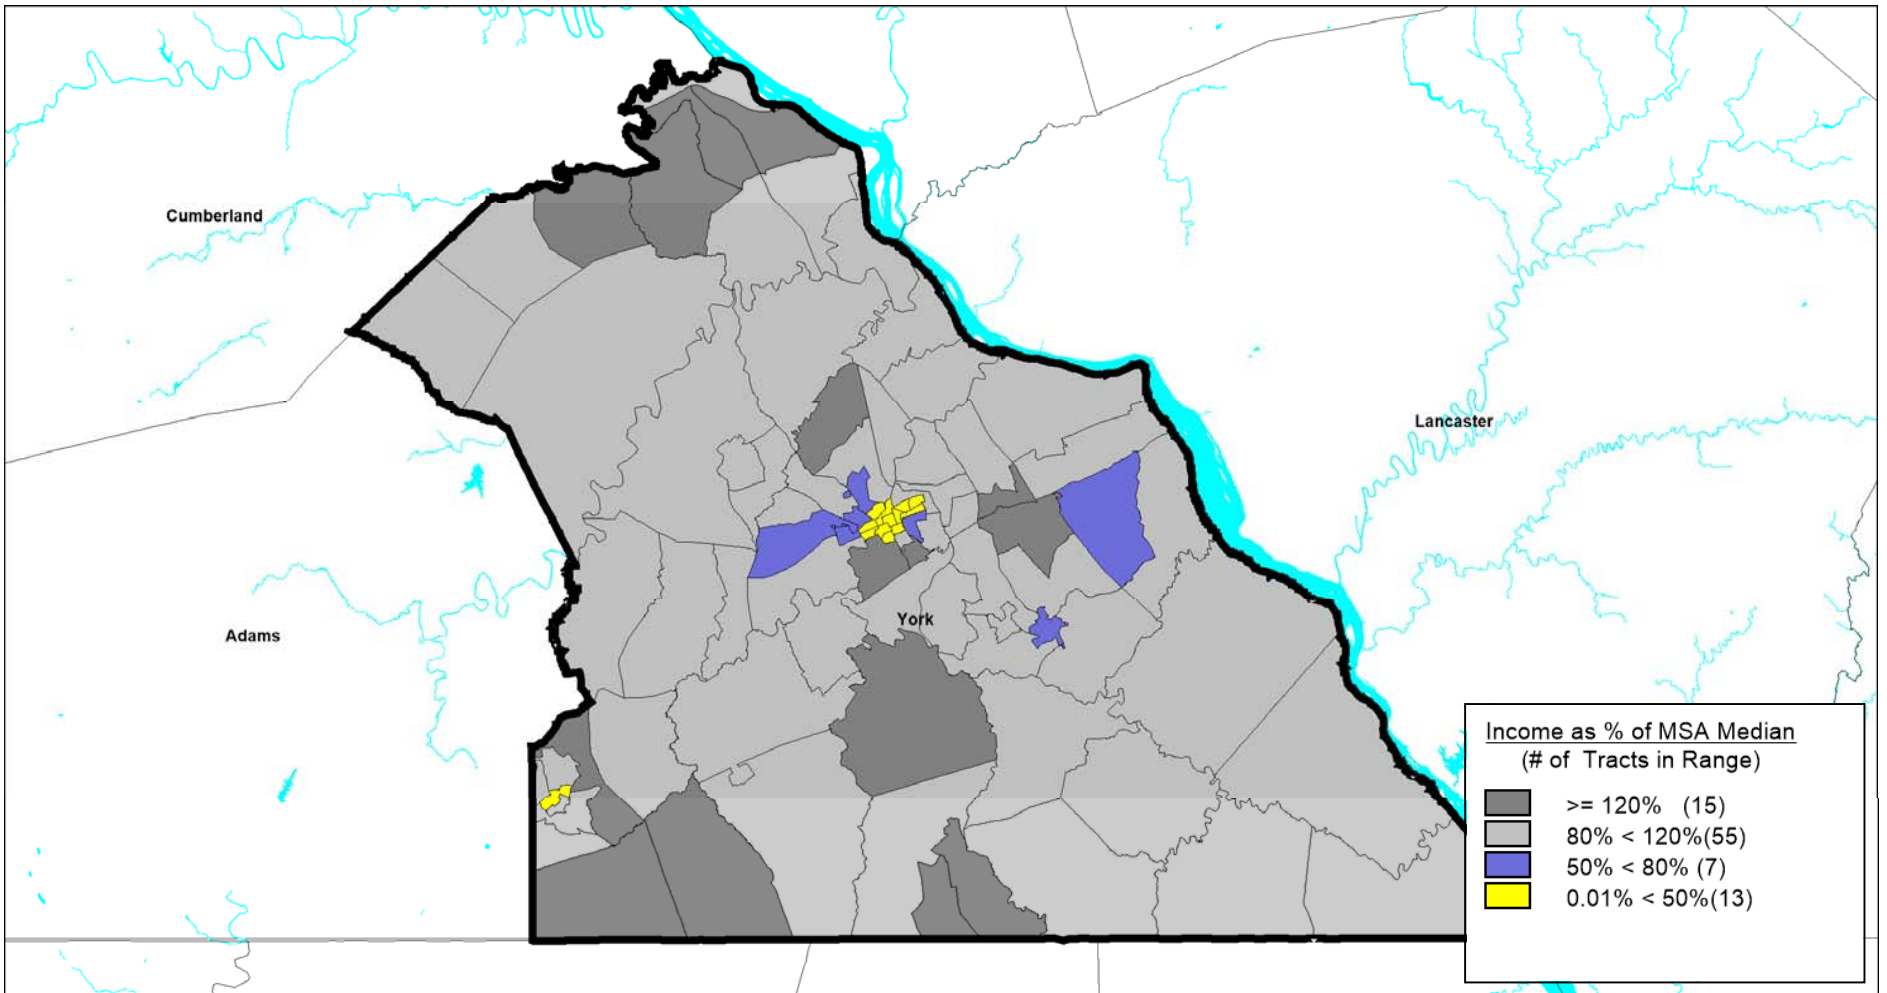 Cumberland
Lancaster
York
Adams
Income as % of MSA Median
(# of Tracts in Range)
>= 120% (15)
80% < 120%(55)
50% < 80% (7)
0.01% < 50%(13)